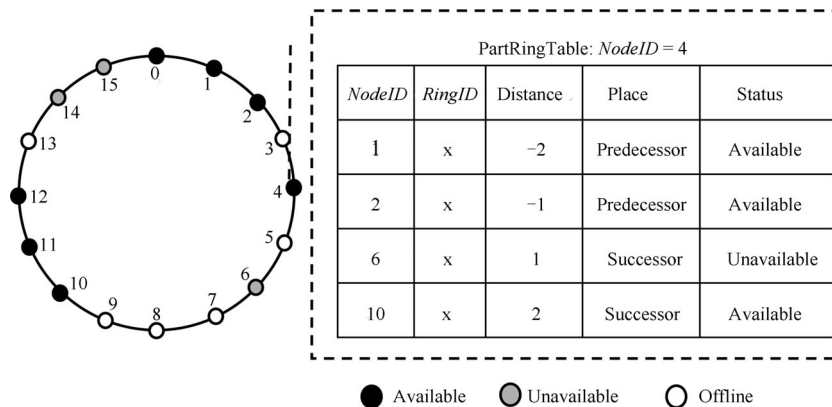 PartRingTable: NodeID = 4
NodeID RingID Distance Place Status
1 x −2 Predecessor Available
2 x −1 Predecessor Available
6 x 1 Successor Unavailable
10 x 2 Successor Available
0
1
2
3
4
5
6
7
8
9
10
11
12
13
14
15
Available Unavailable Offline